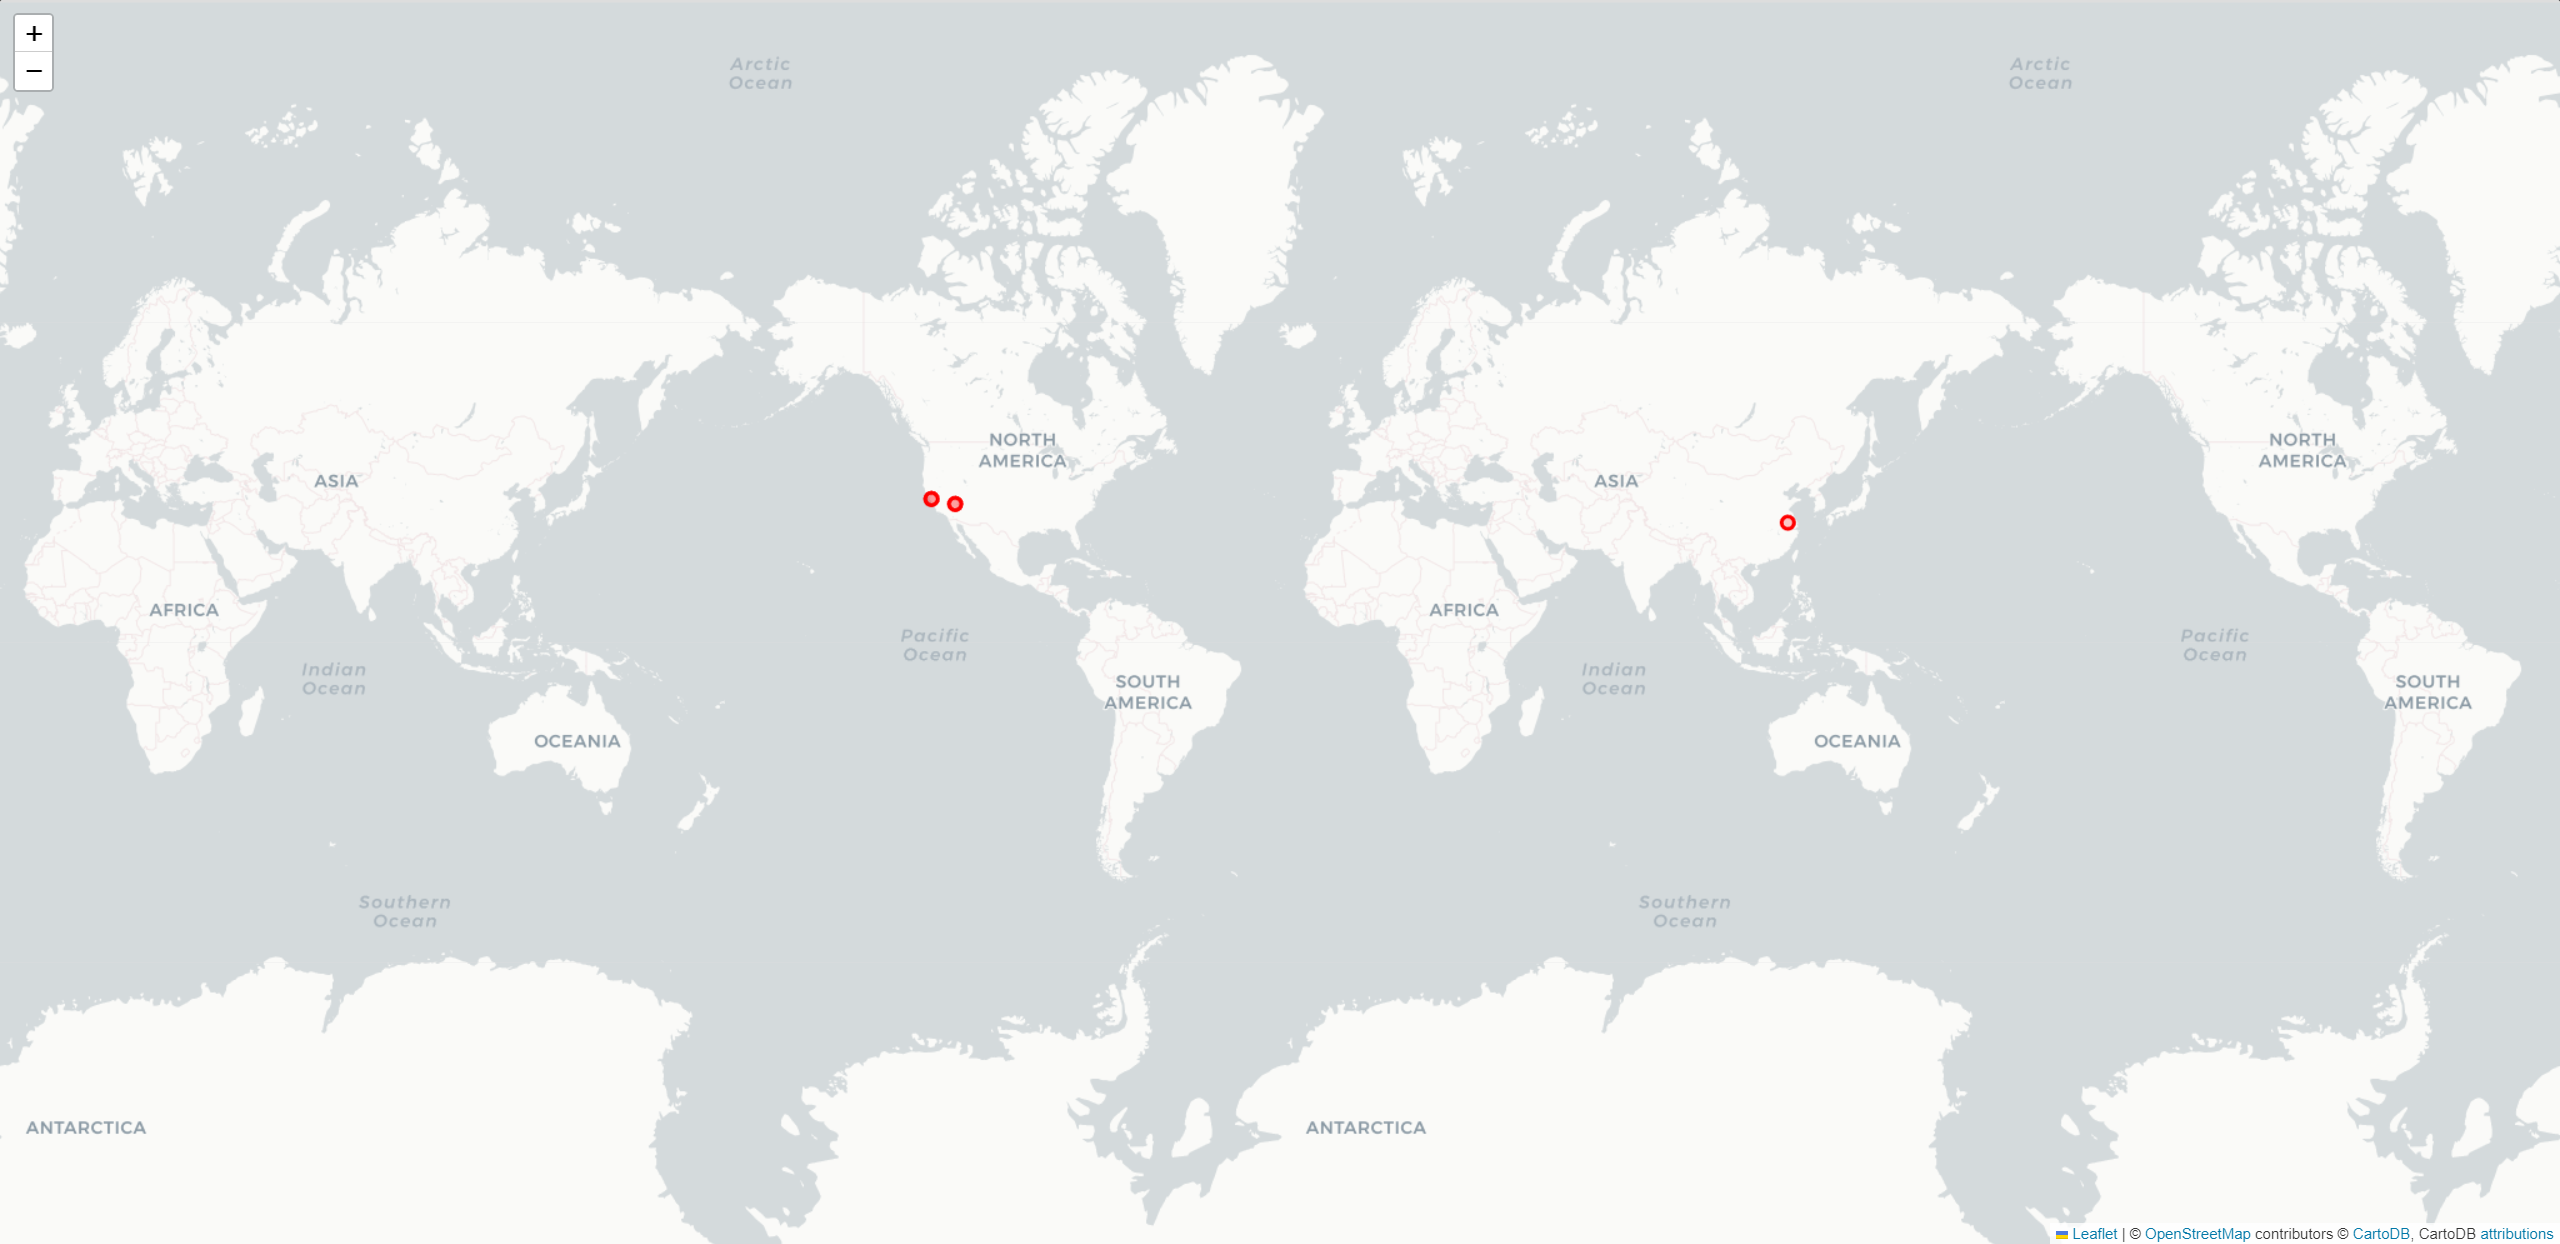 +
−
Arctic
Ocean
Arctic
Ocean
NORTH
AMERICA
NORTH
AMERICA
ASIA
ASIA
AFRICA
AFRICA
Pacific
Ocean
Pacific
Ocean
Indian
Ocean
Indian
Ocean
SOUTH
AMERICA
SOUTH
AMERICA
OCEANIA
OCEANIA
Southern
Ocean
Southern
Ocean
ANTARCTICA
ANTARCTICA
Leaflet | © OpenStreetMap contributors © CartoDB, CartoDB attributions